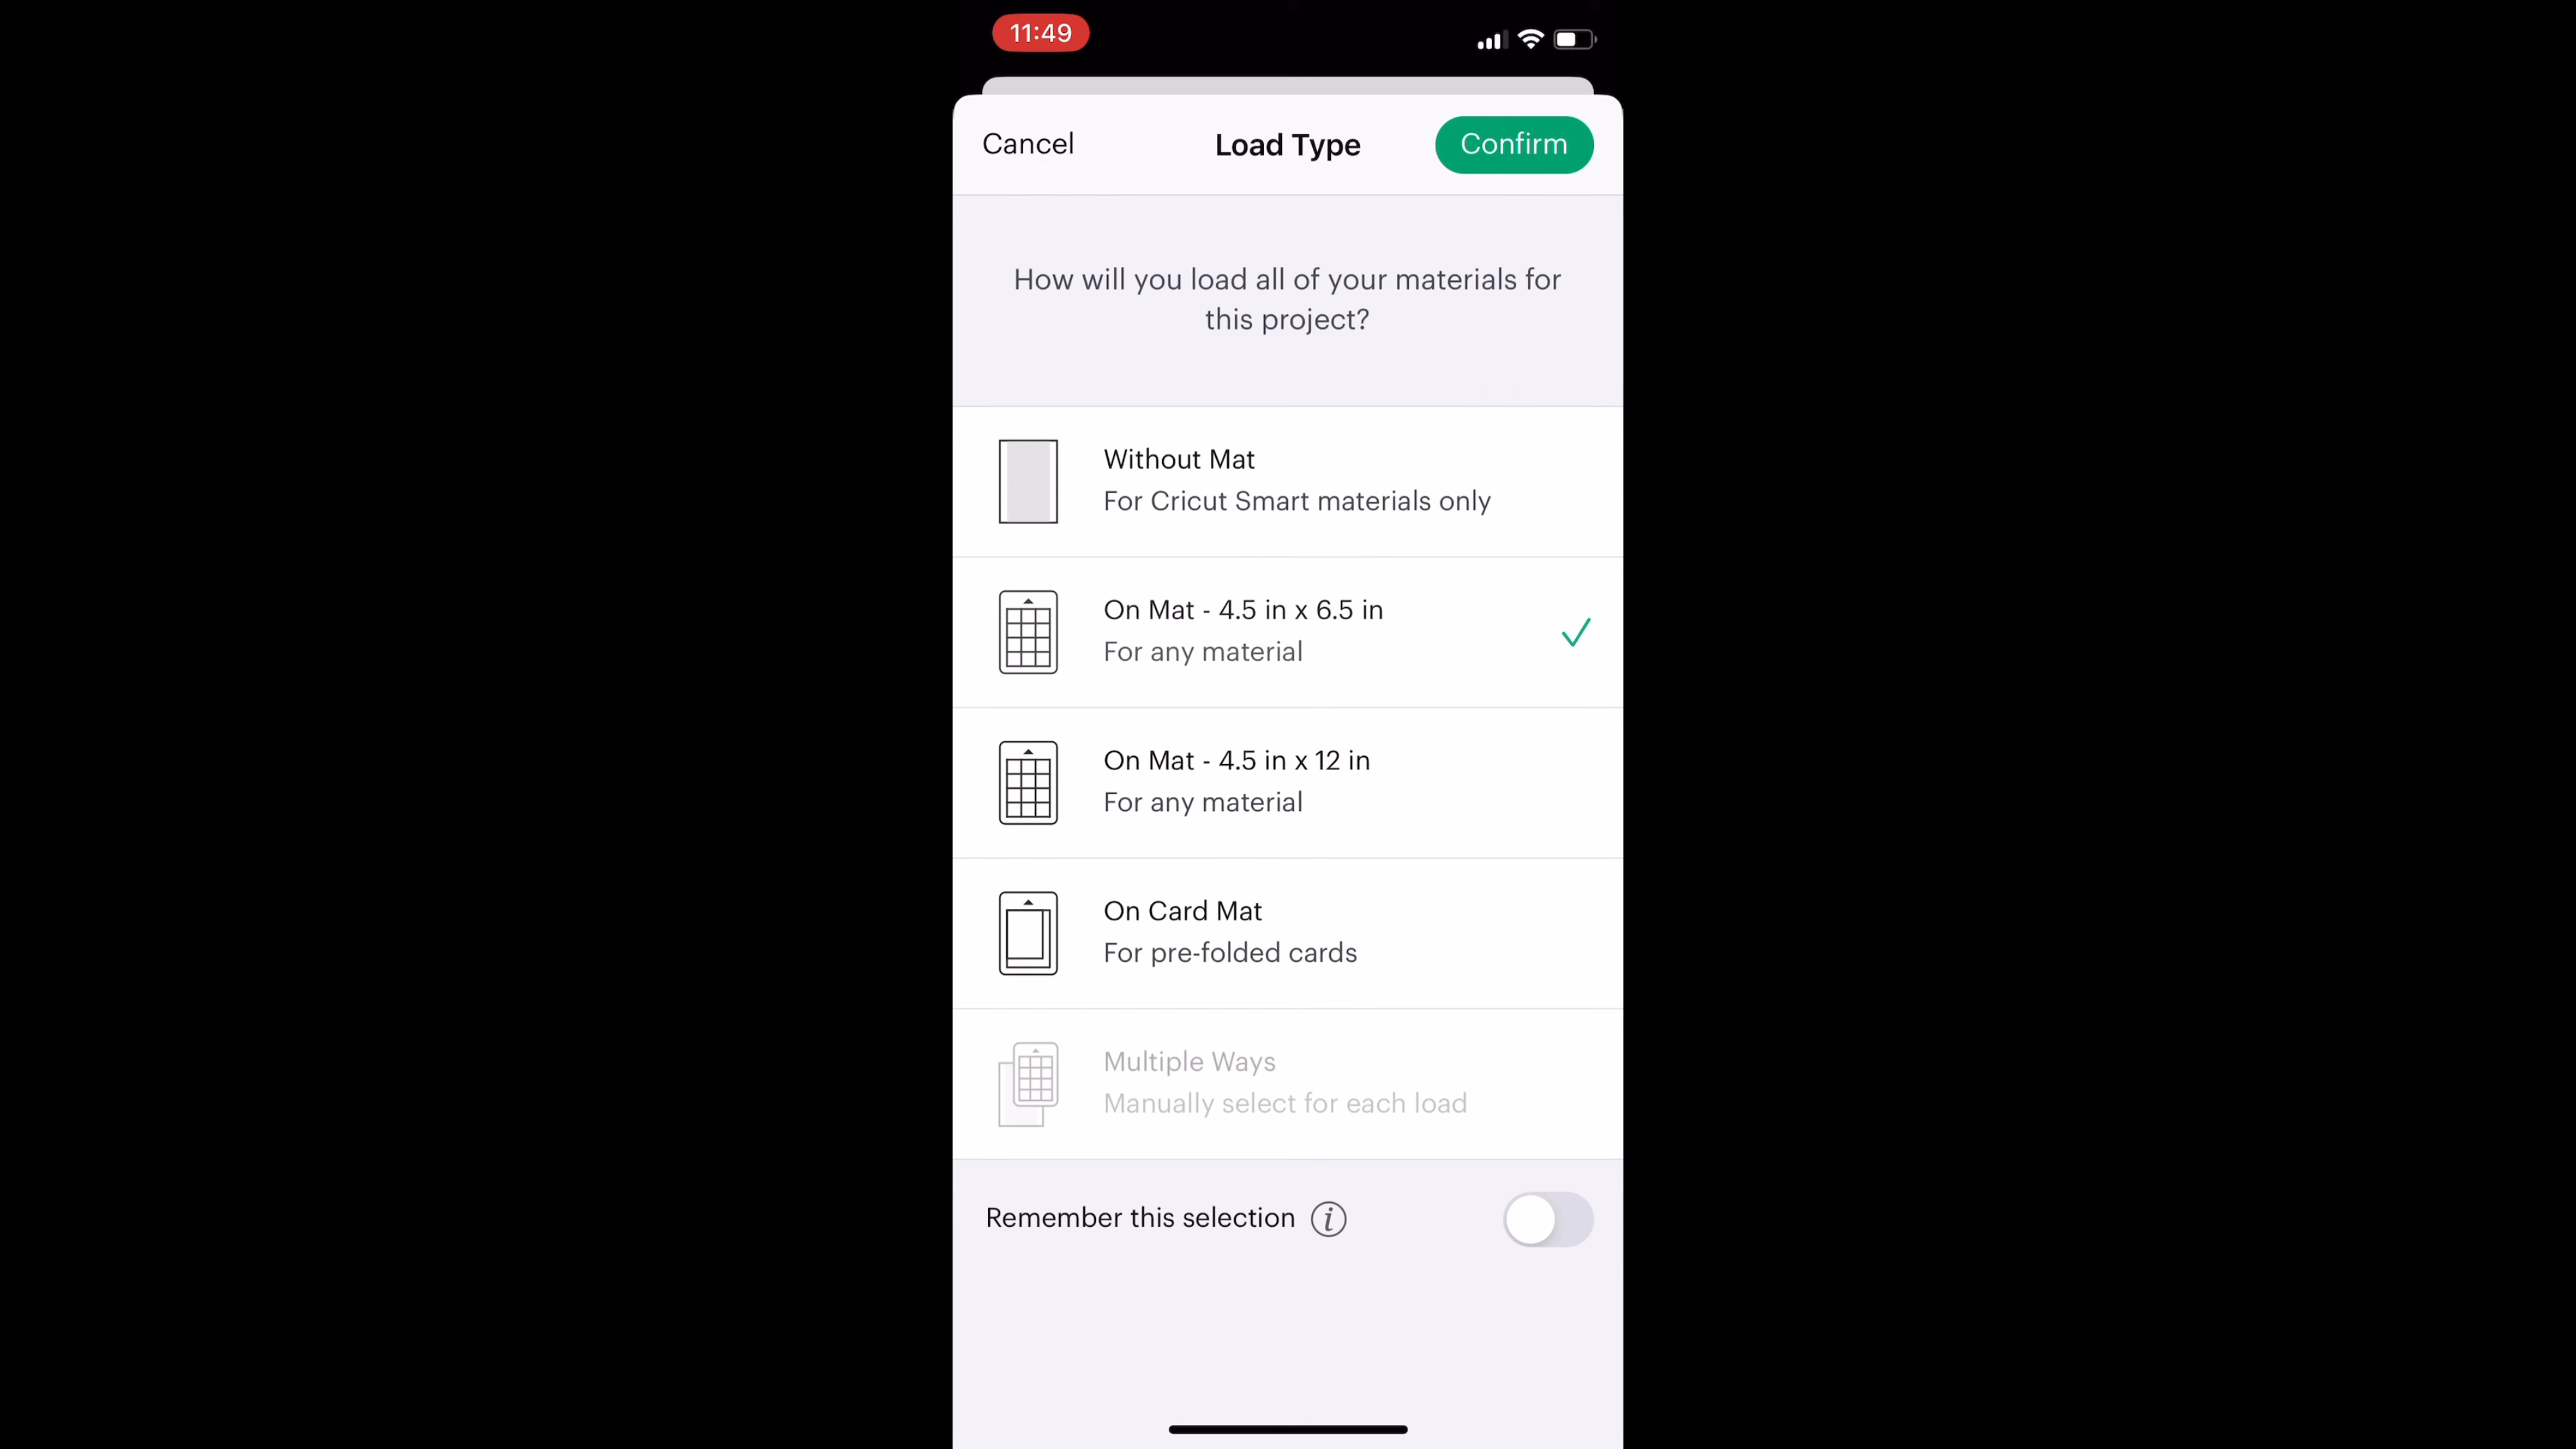 11:49
Cancel
Load Type
Confirm
How will you load all of your materials for
this project?
Without Mat
For Cricut Smart materials only
On Mat - 4.5 in x 6.5 in
For any material
On Mat - 4.5 in x 12 in
For any material
On Card Mat
For pre-folded cards
Multiple Ways
Manually select for each load
Remember this selection i